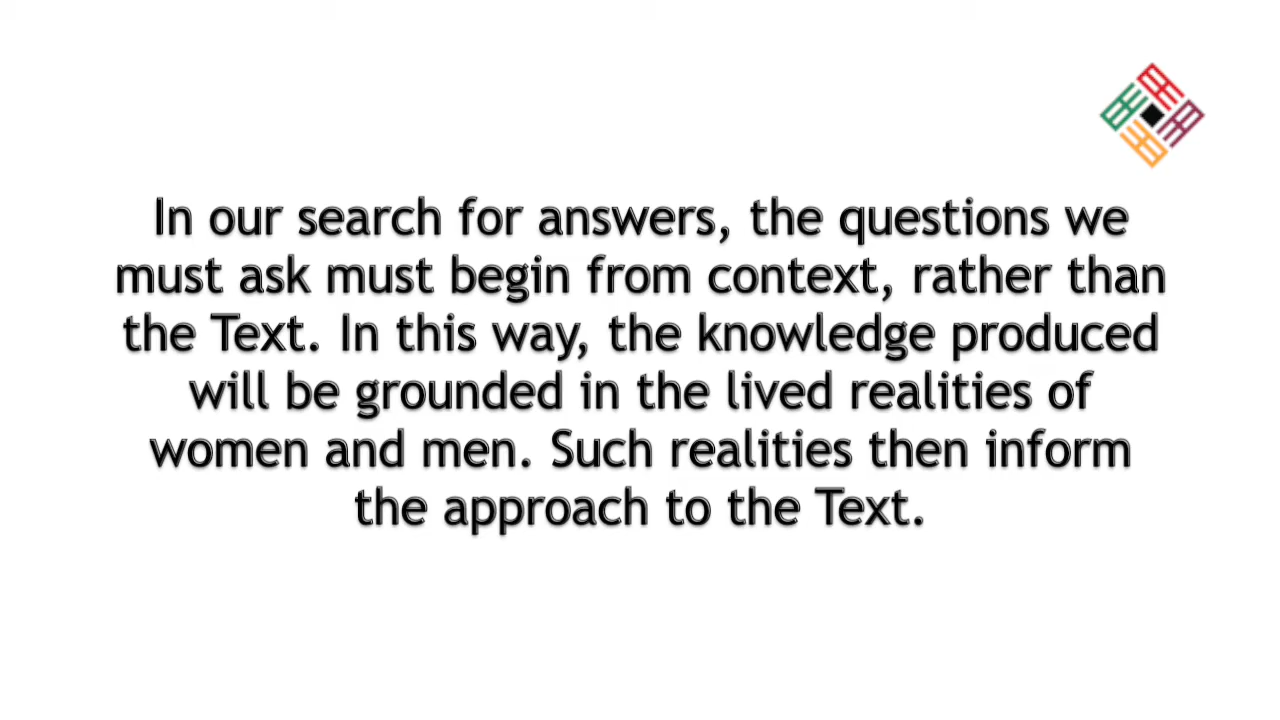 In our search for answers, the questions we
must ask must begin from context, rather than
the Text. In this way, the knowledge produced
will be grounded in the lived realities of
women and men. Such realities then inform
the approach to the Text.